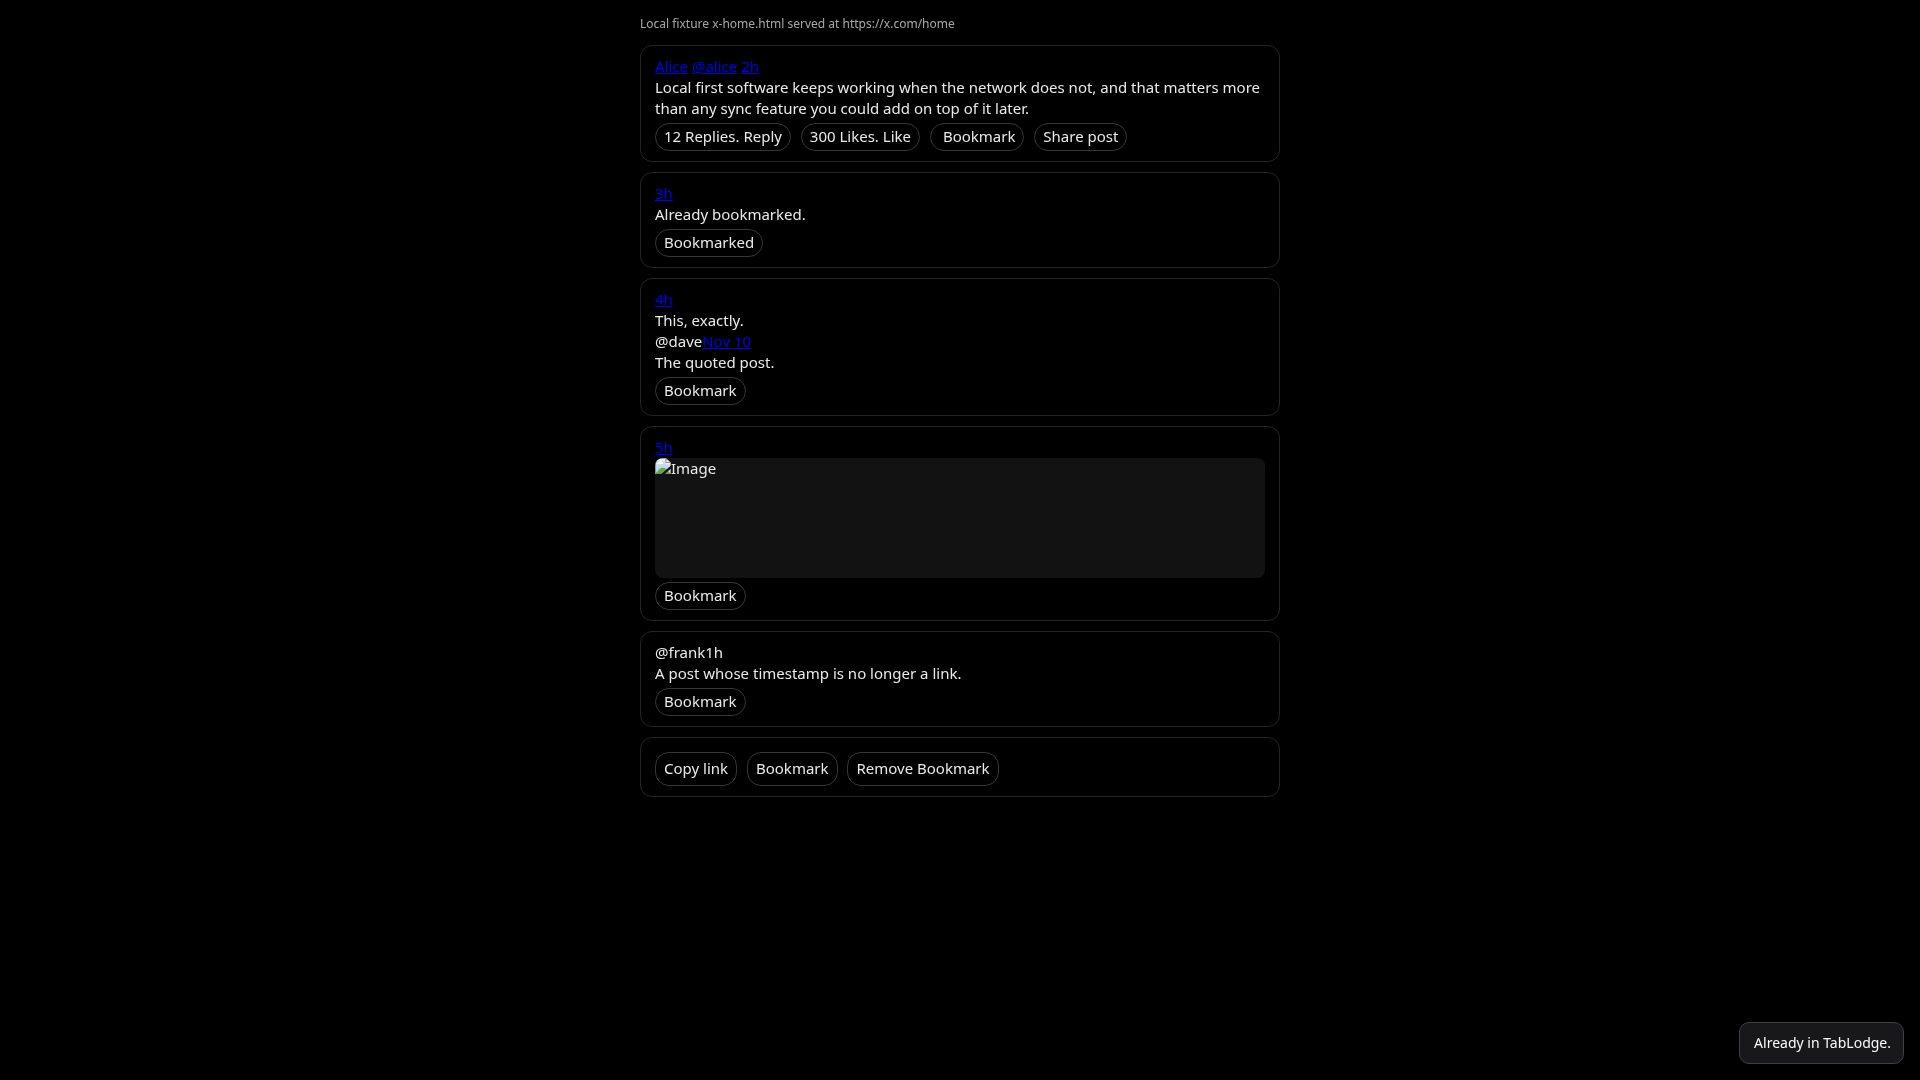 Local fixture x-home.html served at https://x.com/home
Alice @alice 2h
Local first software keeps working when the network does not, and that matters more
than any sync feature you could add on top of it later.
12 Replies. Reply 300 Likes. Like Bookmark Share post
3h
Already bookmarked.
Bookmarked
4h
This, exactly.
@daveNov 10
The quoted post.
Bookmark
5h
Image
Bookmark
@frank1h
A post whose timestamp is no longer a link.
Bookmark
Copy link Bookmark Remove Bookmark
Already in TabLodge.